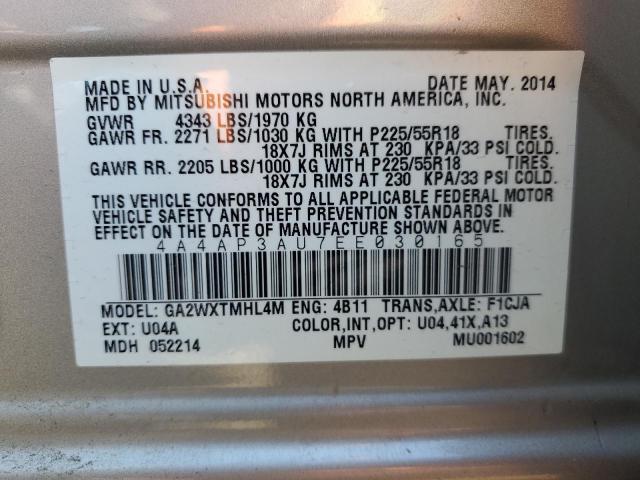 MADE IN U.S.A. DATE MAY. 2014
MFD BY MITSUBISHI MOTORS NORTH AMERICA, INC.
GVWR 4343 LBS/1970 KG
GAWR FR. 2271 LBS/1030 KG WITH P225/55R18 TIRES.
18X7J RIMS AT 230 KPA/33 PSI COLD.
GAWR RR. 2205 LBS/1000 KG WITH P225/55R18 TIRES.
18X7J RIMS AT 230 KPA/33 PSI COLD.
THIS VEHICLE CONFORMS TO ALL APPLICABLE FEDERAL MOTOR
VEHICLE SAFETY AND THEFT PREVENTION STANDARDS IN
EFFECT ON THE DATE OF MANUFACTURE SHOWN ABOVE.
4A4AP3AU7EE030165
MODEL: GA2WXTMHL4M ENG: 4B11 TRANS,AXLE: F1CJA
EXT: U04A COLOR,INT,OPT: U04,41X,A13
MDH 052214 MPV MU001602